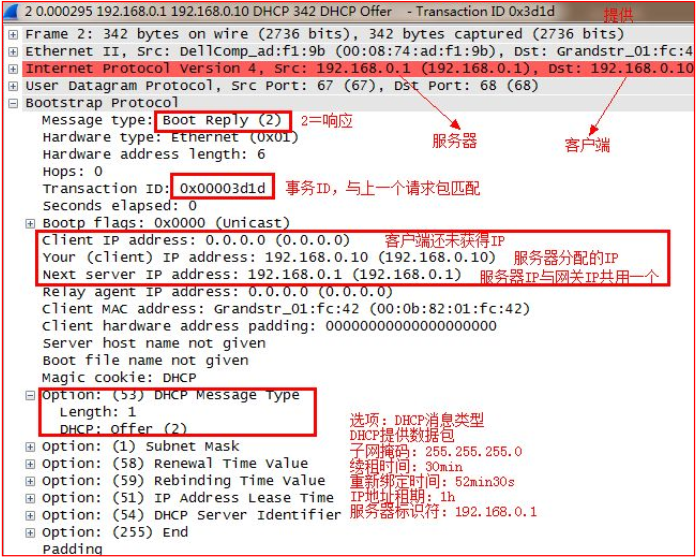 2 0.000295 192.168.0.1 192.168.0.10 DHCP 342 DHCP Offer - Transaction ID 0x3d1d
提供
Frame 2: 342 bytes on wire (2736 bits), 342 bytes captured (2736 bits)
Ethernet II, Src: DellComp_ad:f1:9b (00:08:74:ad:f1:9b), Dst: Grandstr_01:fc:4
Internet Protocol Version 4, Src: 192.168.0.1 (192.168.0.1), Dst: 192.168.0.10
User Datagram Protocol, Src Port: 67 (67), Dst Port: 68 (68)
Bootstrap Protocol
Message type: Boot Reply (2) 2=响应
Hardware type: Ethernet (0x01)
服务器 客户端
Hardware address length: 6
Hops: 0
Transaction ID: 0x00003d1d 事务ID，与上一个请求包匹配
Seconds elapsed: 0
Bootp flags: 0x0000 (Unicast)
Client IP address: 0.0.0.0 (0.0.0.0) 客户端还未获得IP
Your (client) IP address: 192.168.0.10 (192.168.0.10) 服务器分配的IP
Next server IP address: 192.168.0.1 (192.168.0.1) 服务器IP与网关IP共用一个
Relay agent IP address: 0.0.0.0 (0.0.0.0)
Client MAC address: Grandstr_01:fc:42 (00:0b:82:01:fc:42)
Client hardware address padding: 00000000000000000000
Server host name not given
Boot file name not given
Magic cookie: DHCP
Option: (53) DHCP Message Type
Length: 1 选项：DHCP消息类型
DHCP: Offer (2) DHCP提供数据包
Option: (1) Subnet Mask 子网掩码：255.255.255.0
Option: (58) Renewal Time Value 续租时间：30min
Option: (59) Rebinding Time Value 重新绑定时间：52min30s
Option: (51) IP Address Lease Time IP地址租期：1h
Option: (54) DHCP Server Identifier 服务器标识符：192.168.0.1
Option: (255) End
Padding